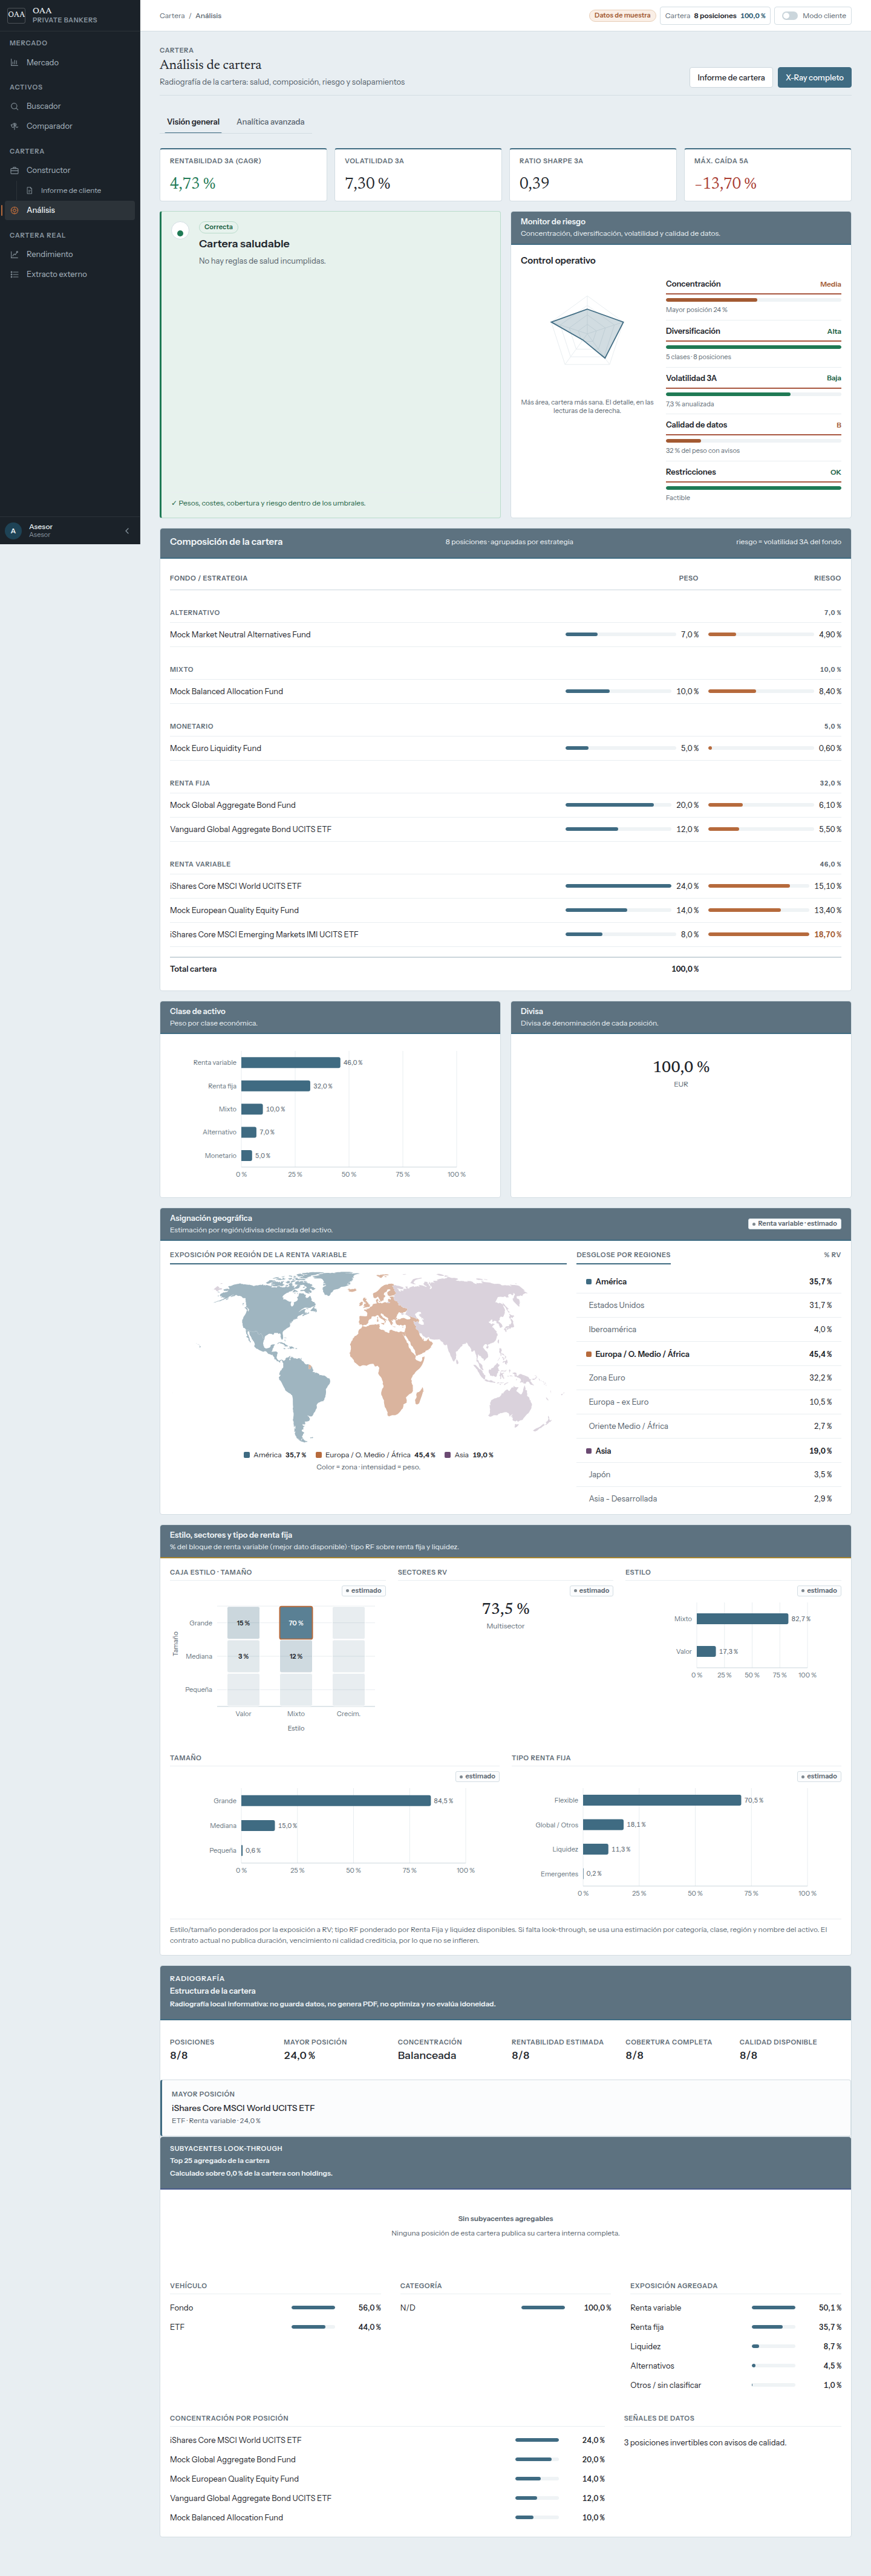 OAA
OAA
PRIVATE BANKERS
MERCADO
Mercado
ACTIVOS
Buscador
Comparador
CARTERA
Constructor
Informe de cliente
Análisis
CARTERA REAL
Rendimiento
Extracto externo
A
Asesor
Asesor
Cartera / Análisis
Datos de muestra
Cartera 8 posiciones 100,0 %
Modo cliente
CARTERA
Análisis de cartera
Radiografía de la cartera: salud, composición, riesgo y solapamientos
Informe de cartera
X-Ray completo
Visión general
Analítica avanzada
RENTABILIDAD 3A (CAGR)
4,73 %
VOLATILIDAD 3A
7,30 %
RATIO SHARPE 3A
0,39
MÁX. CAÍDA 5A
−13,70 %
Correcta
Cartera saludable
No hay reglas de salud incumplidas.
✓ Pesos, costes, cobertura y riesgo dentro de los umbrales.
Monitor de riesgo
Concentración, diversificación, volatilidad y calidad de datos.
Control operativo
Más área, cartera más sana. El detalle, en las
lecturas de la derecha.
Concentración Media
Mayor posición 24 %
Diversificación Alta
5 clases · 8 posiciones
Volatilidad 3A Baja
7,3 % anualizada
Calidad de datos B
32 % del peso con avisos
Restricciones OK
Factible
Composición de la cartera
8 posiciones · agrupadas por estrategia
riesgo = volatilidad 3A del fondo
FONDO / ESTRATEGIA PESO RIESGO
ALTERNATIVO 7,0 %
Mock Market Neutral Alternatives Fund 7,0 % 4,90 %
MIXTO 10,0 %
Mock Balanced Allocation Fund 10,0 % 8,40 %
MONETARIO 5,0 %
Mock Euro Liquidity Fund 5,0 % 0,60 %
RENTA FIJA 32,0 %
Mock Global Aggregate Bond Fund 20,0 % 6,10 %
Vanguard Global Aggregate Bond UCITS ETF 12,0 % 5,50 %
RENTA VARIABLE 46,0 %
iShares Core MSCI World UCITS ETF 24,0 % 15,10 %
Mock European Quality Equity Fund 14,0 % 13,40 %
iShares Core MSCI Emerging Markets IMI UCITS ETF 8,0 % 18,70 %
Total cartera 100,0 %
Clase de activo
Peso por clase económica.
Renta variable 46,0 %
Renta fija 32,0 %
Mixto 10,0 %
Alternativo 7,0 %
Monetario 5,0 %
0 % 25 % 50 % 75 % 100 %
Divisa
Divisa de denominación de cada posición.
100,0 %
EUR
Asignación geográfica
Estimación por región/divisa declarada del activo.
Renta variable · estimado
EXPOSICIÓN POR REGIÓN DE LA RENTA VARIABLE
América 35,7 % Europa / O. Medio / África 45,4 % Asia 19,0 %
Color = zona · intensidad = peso.
DESGLOSE POR REGIONES % RV
América 35,7 %
Estados Unidos 31,7 %
Iberoamérica 4,0 %
Europa / O. Medio / África 45,4 %
Zona Euro 32,2 %
Europa - ex Euro 10,5 %
Oriente Medio / África 2,7 %
Asia 19,0 %
Japón 3,5 %
Asia - Desarrollada 2,9 %
Estilo, sectores y tipo de renta fija
% del bloque de renta variable (mejor dato disponible) · tipo RF sobre renta fija y liquidez.
CAJA ESTILO · TAMAÑO
estimado
Tamaño
Grande 15 % 70 %
Mediana 3 % 12 %
Pequeña
Valor Mixto Crecim.
Estilo
SECTORES RV
estimado
73,5 %
Multisector
ESTILO
estimado
Mixto 82,7 %
Valor 17,3 %
0 % 25 % 50 % 75 % 100 %
TAMAÑO
estimado
Grande 84,5 %
Mediana 15,0 %
Pequeña 0,6 %
0 % 25 % 50 % 75 % 100 %
TIPO RENTA FIJA
estimado
Flexible 70,5 %
Global / Otros 18,1 %
Liquidez 11,3 %
Emergentes 0,2 %
0 % 25 % 50 % 75 % 100 %
Estilo/tamaño ponderados por la exposición a RV; tipo RF ponderado por Renta Fija y liquidez disponibles. Si falta look-through, se usa una estimación por categoría, clase, región y nombre del activo. El
contrato actual no publica duración, vencimiento ni calidad crediticia, por lo que no se infieren.
RADIOGRAFÍA
Estructura de la cartera
Radiografía local informativa: no guarda datos, no genera PDF, no optimiza y no evalúa idoneidad.
POSICIONES
8/8
MAYOR POSICIÓN
24,0 %
CONCENTRACIÓN
Balanceada
RENTABILIDAD ESTIMADA
8/8
COBERTURA COMPLETA
8/8
CALIDAD DISPONIBLE
8/8
MAYOR POSICIÓN
iShares Core MSCI World UCITS ETF
ETF · Renta variable · 24,0 %
SUBYACENTES LOOK-THROUGH
Top 25 agregado de la cartera
Calculado sobre 0,0 % de la cartera con holdings.
Sin subyacentes agregables
Ninguna posición de esta cartera publica su cartera interna completa.
VEHÍCULO
Fondo 56,0 %
ETF 44,0 %
CATEGORÍA
N/D 100,0 %
EXPOSICIÓN AGREGADA
Renta variable 50,1 %
Renta fija 35,7 %
Liquidez 8,7 %
Alternativos 4,5 %
Otros / sin clasificar 1,0 %
CONCENTRACIÓN POR POSICIÓN
iShares Core MSCI World UCITS ETF 24,0 %
Mock Global Aggregate Bond Fund 20,0 %
Mock European Quality Equity Fund 14,0 %
Vanguard Global Aggregate Bond UCITS ETF 12,0 %
Mock Balanced Allocation Fund 10,0 %
SEÑALES DE DATOS
3 posiciones invertibles con avisos de calidad.